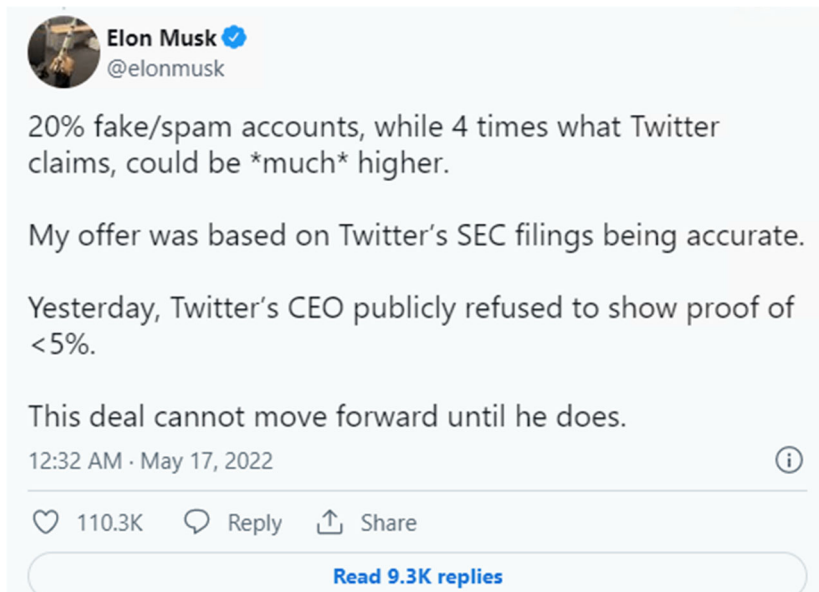 Elon Musk
@elonmusk
20% fake/spam accounts, while 4 times what Twitter
claims, could be *much* higher.
My offer was based on Twitter’s SEC filings being accurate.
Yesterday, Twitter’s CEO publicly refused to show proof of
<5%.
This deal cannot move forward until he does.
12:32 AM · May 17, 2022
110.3K Reply Share
Read 9.3K replies